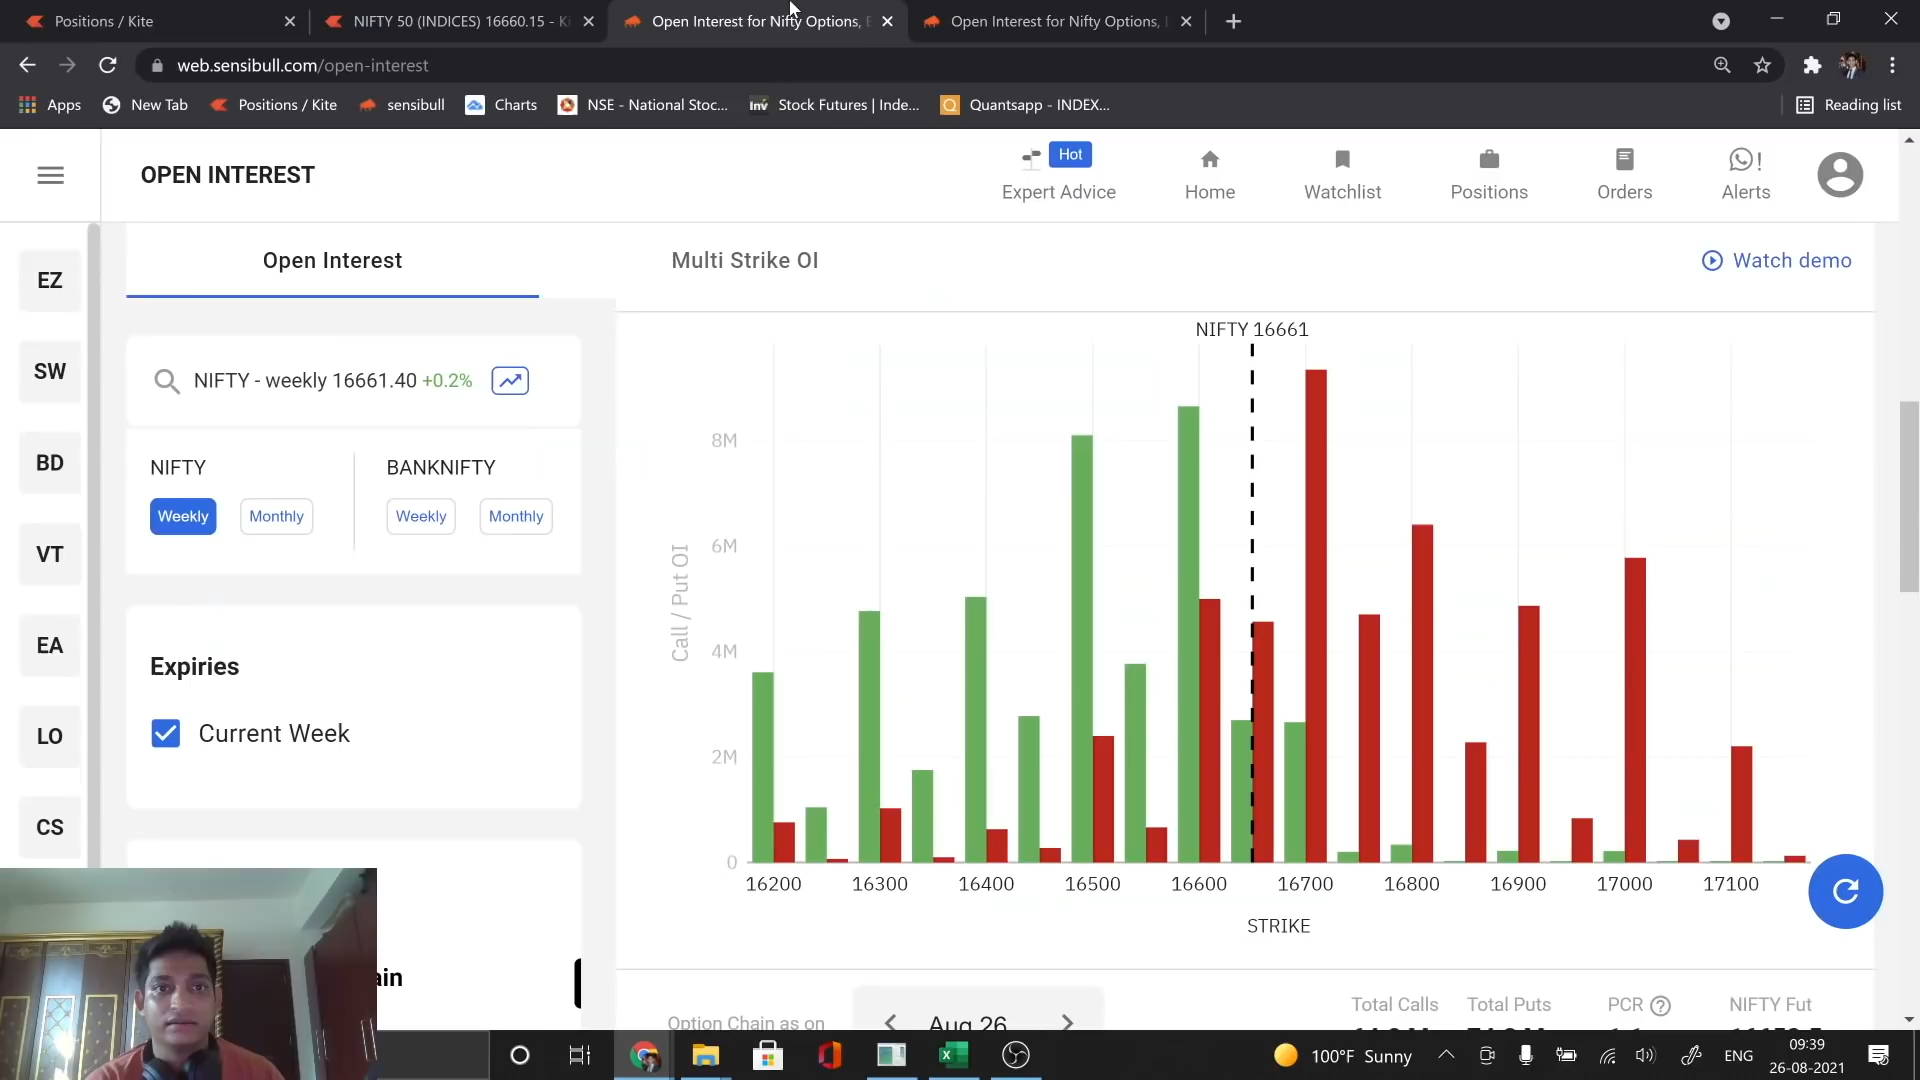 Positions / Kite
NIFTY 50 (INDICES) 16660.15 - Ki
Open Interest for Nifty Options, B
Open Interest for Nifty Options,
web.sensibull.com/open-interest
Apps
New Tab
Positions / Kite
sensibull
Charts
NSE - National Stoc...
Inv Stock Futures | Inde...
Quantsapp - INDEX...
Reading list
OPEN INTEREST
Hot
Expert Advice
Home
Watchlist
Positions
Orders
Alerts
EZ
SW
BD
VT
EA
LO
CS
Open Interest
Multi Strike OI
Watch demo
NIFTY - weekly 16661.40 +0.2%
NIFTY
Weekly
Monthly
BANKNIFTY
Weekly
Monthly
Expiries
Current Week
ain
NIFTY 16661
Call / Put OI
8M
6M
4M
2M
0
16200 16300 16400 16500 16600 16700 16800 16900 17000 17100
STRIKE
Option Chain as on
Aug 26
Total Calls
Total Puts
PCR ?
NIFTY Fut
100°F Sunny
ENG
09:39
26-08-2021